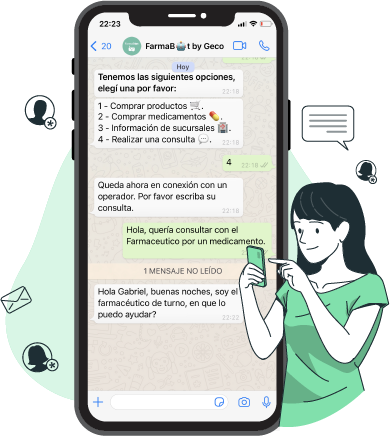 22:23
20
FarmaB🤖t by Geco
Hoy
Tenemos las siguientes opciones,
elegí una por favor:
1 - Comprar productos 🛒.
2 - Comprar medicamentos 💊.
3 - Información de sucursales 🏥.
4 - Realizar una consulta 💬.
22:18
4
22:18
Queda ahora en conexión con un
operador. Por favor escriba su
consulta.
22:18
Hola, quería consultar con el
Farmaceutico por un medicamento.
1 MENSAJE NO LEÍDO
Hola Gabriel, buenas noches, soy el
farmacéutico de turno, en que lo
puedo ayudar?
22:22